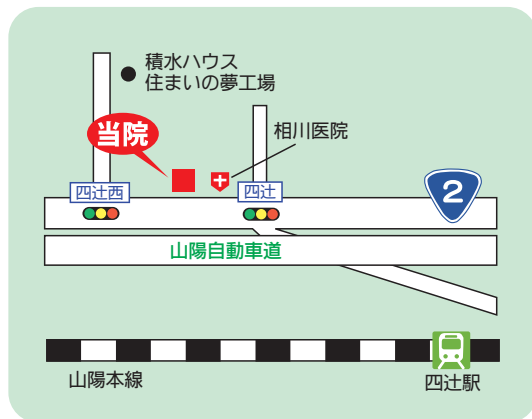 積水ハウス
住まいの夢工場
当院
相川医院
四辻西
四辻
2
山陽自動車道
山陽本線
四辻駅